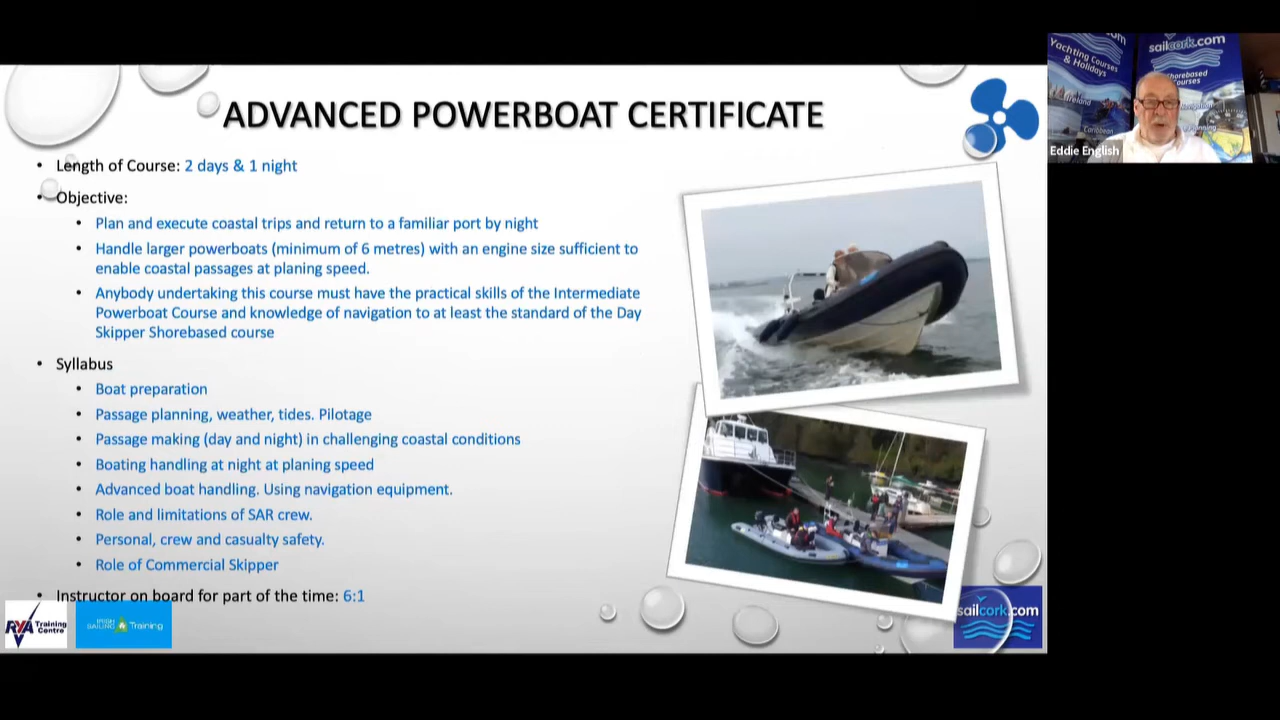 ADVANCED POWERBOAT CERTIFICATE
• Length of Course: 2 days & 1 night
• Objective:
• Plan and execute coastal trips and return to a familiar port by night
• Handle larger powerboats (minimum of 6 metres) with an engine size sufficient to
enable coastal passages at planing speed.
• Anybody undertaking this course must have the practical skills of the Intermediate
Powerboat Course and knowledge of navigation to at least the standard of the Day
Skipper Shorebased course
• Syllabus
• Boat preparation
• Passage planning, weather, tides. Pilotage
• Passage making (day and night) in challenging coastal conditions
• Boating handling at night at planing speed
• Advanced boat handling. Using navigation equipment.
• Role and limitations of SAR crew.
• Personal, crew and casualty safety.
• Role of Commercial Skipper
• Instructor on board for part of the time: 6:1
RYA Training
Centre
IRISH
SAILING Training
sailcork.com
Yachting Courses
& Holidays
Ireland
Caribbean
sailcork.com
Shorebased
Courses
Eddie English